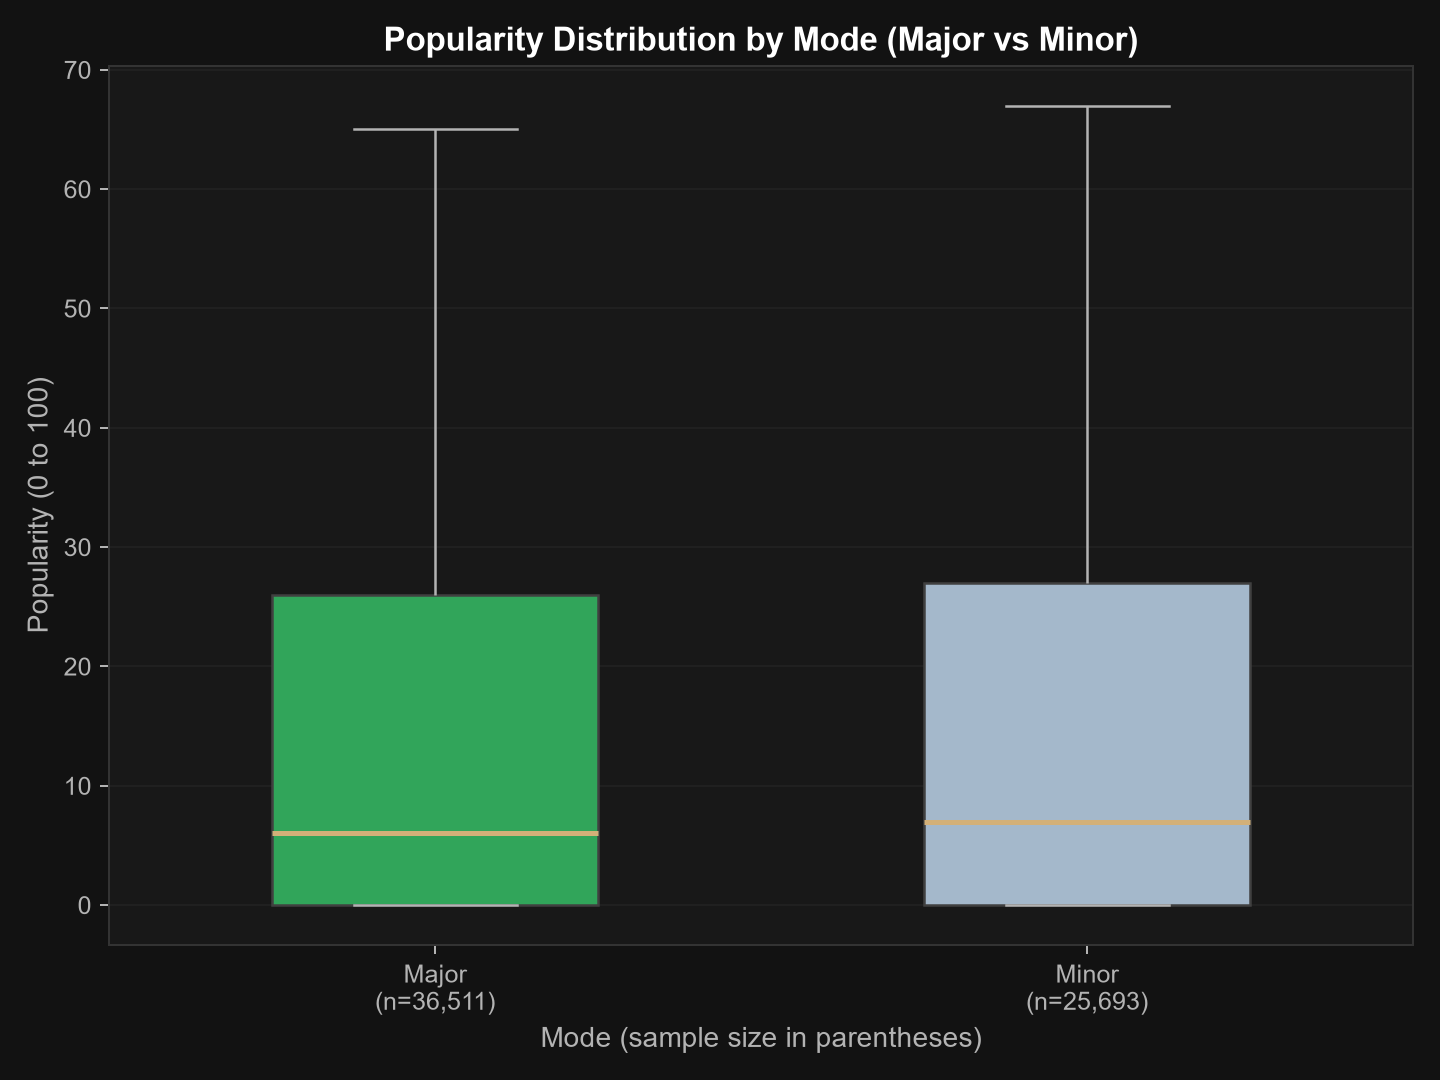 Popularity Distribution by Mode (Major vs Minor)
70
60
50
40
30
20
10
0
Popularity (0 to 100)
Major
(n=36,511)
Minor
(n=25,693)
Mode (sample size in parentheses)